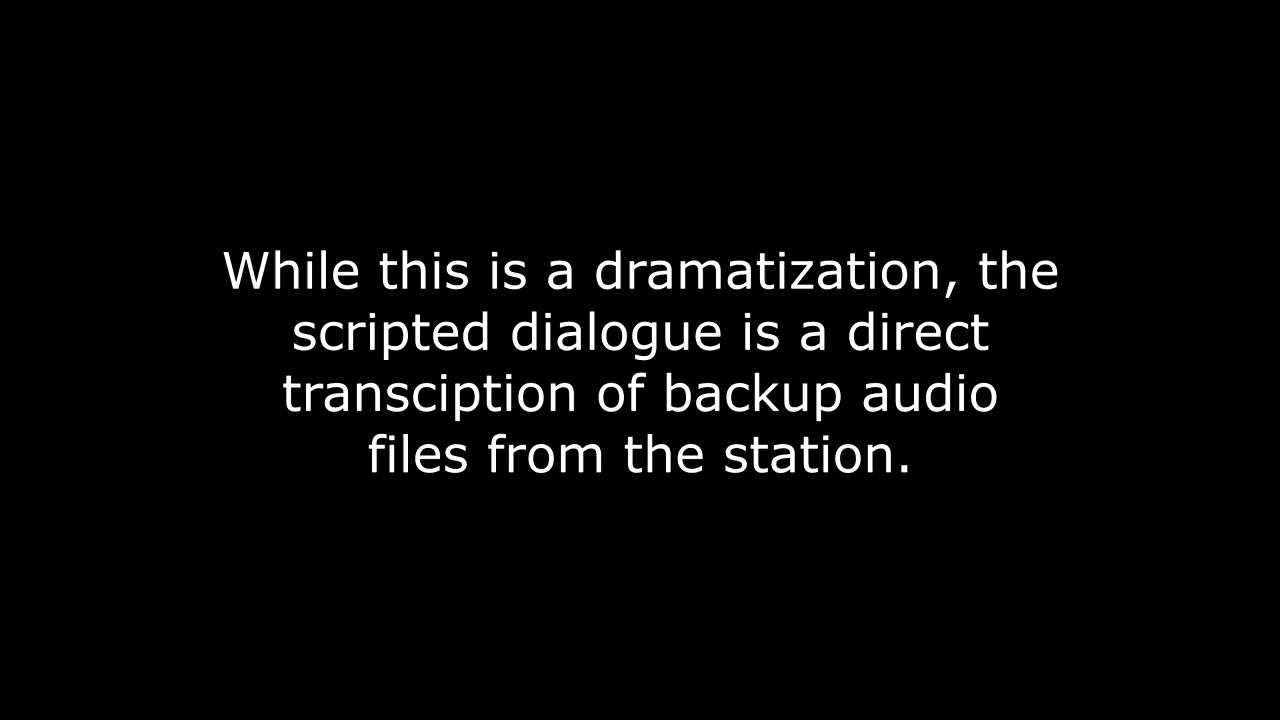 While this is a dramatization, the
scripted dialogue is a direct
transciption of backup audio
files from the station.